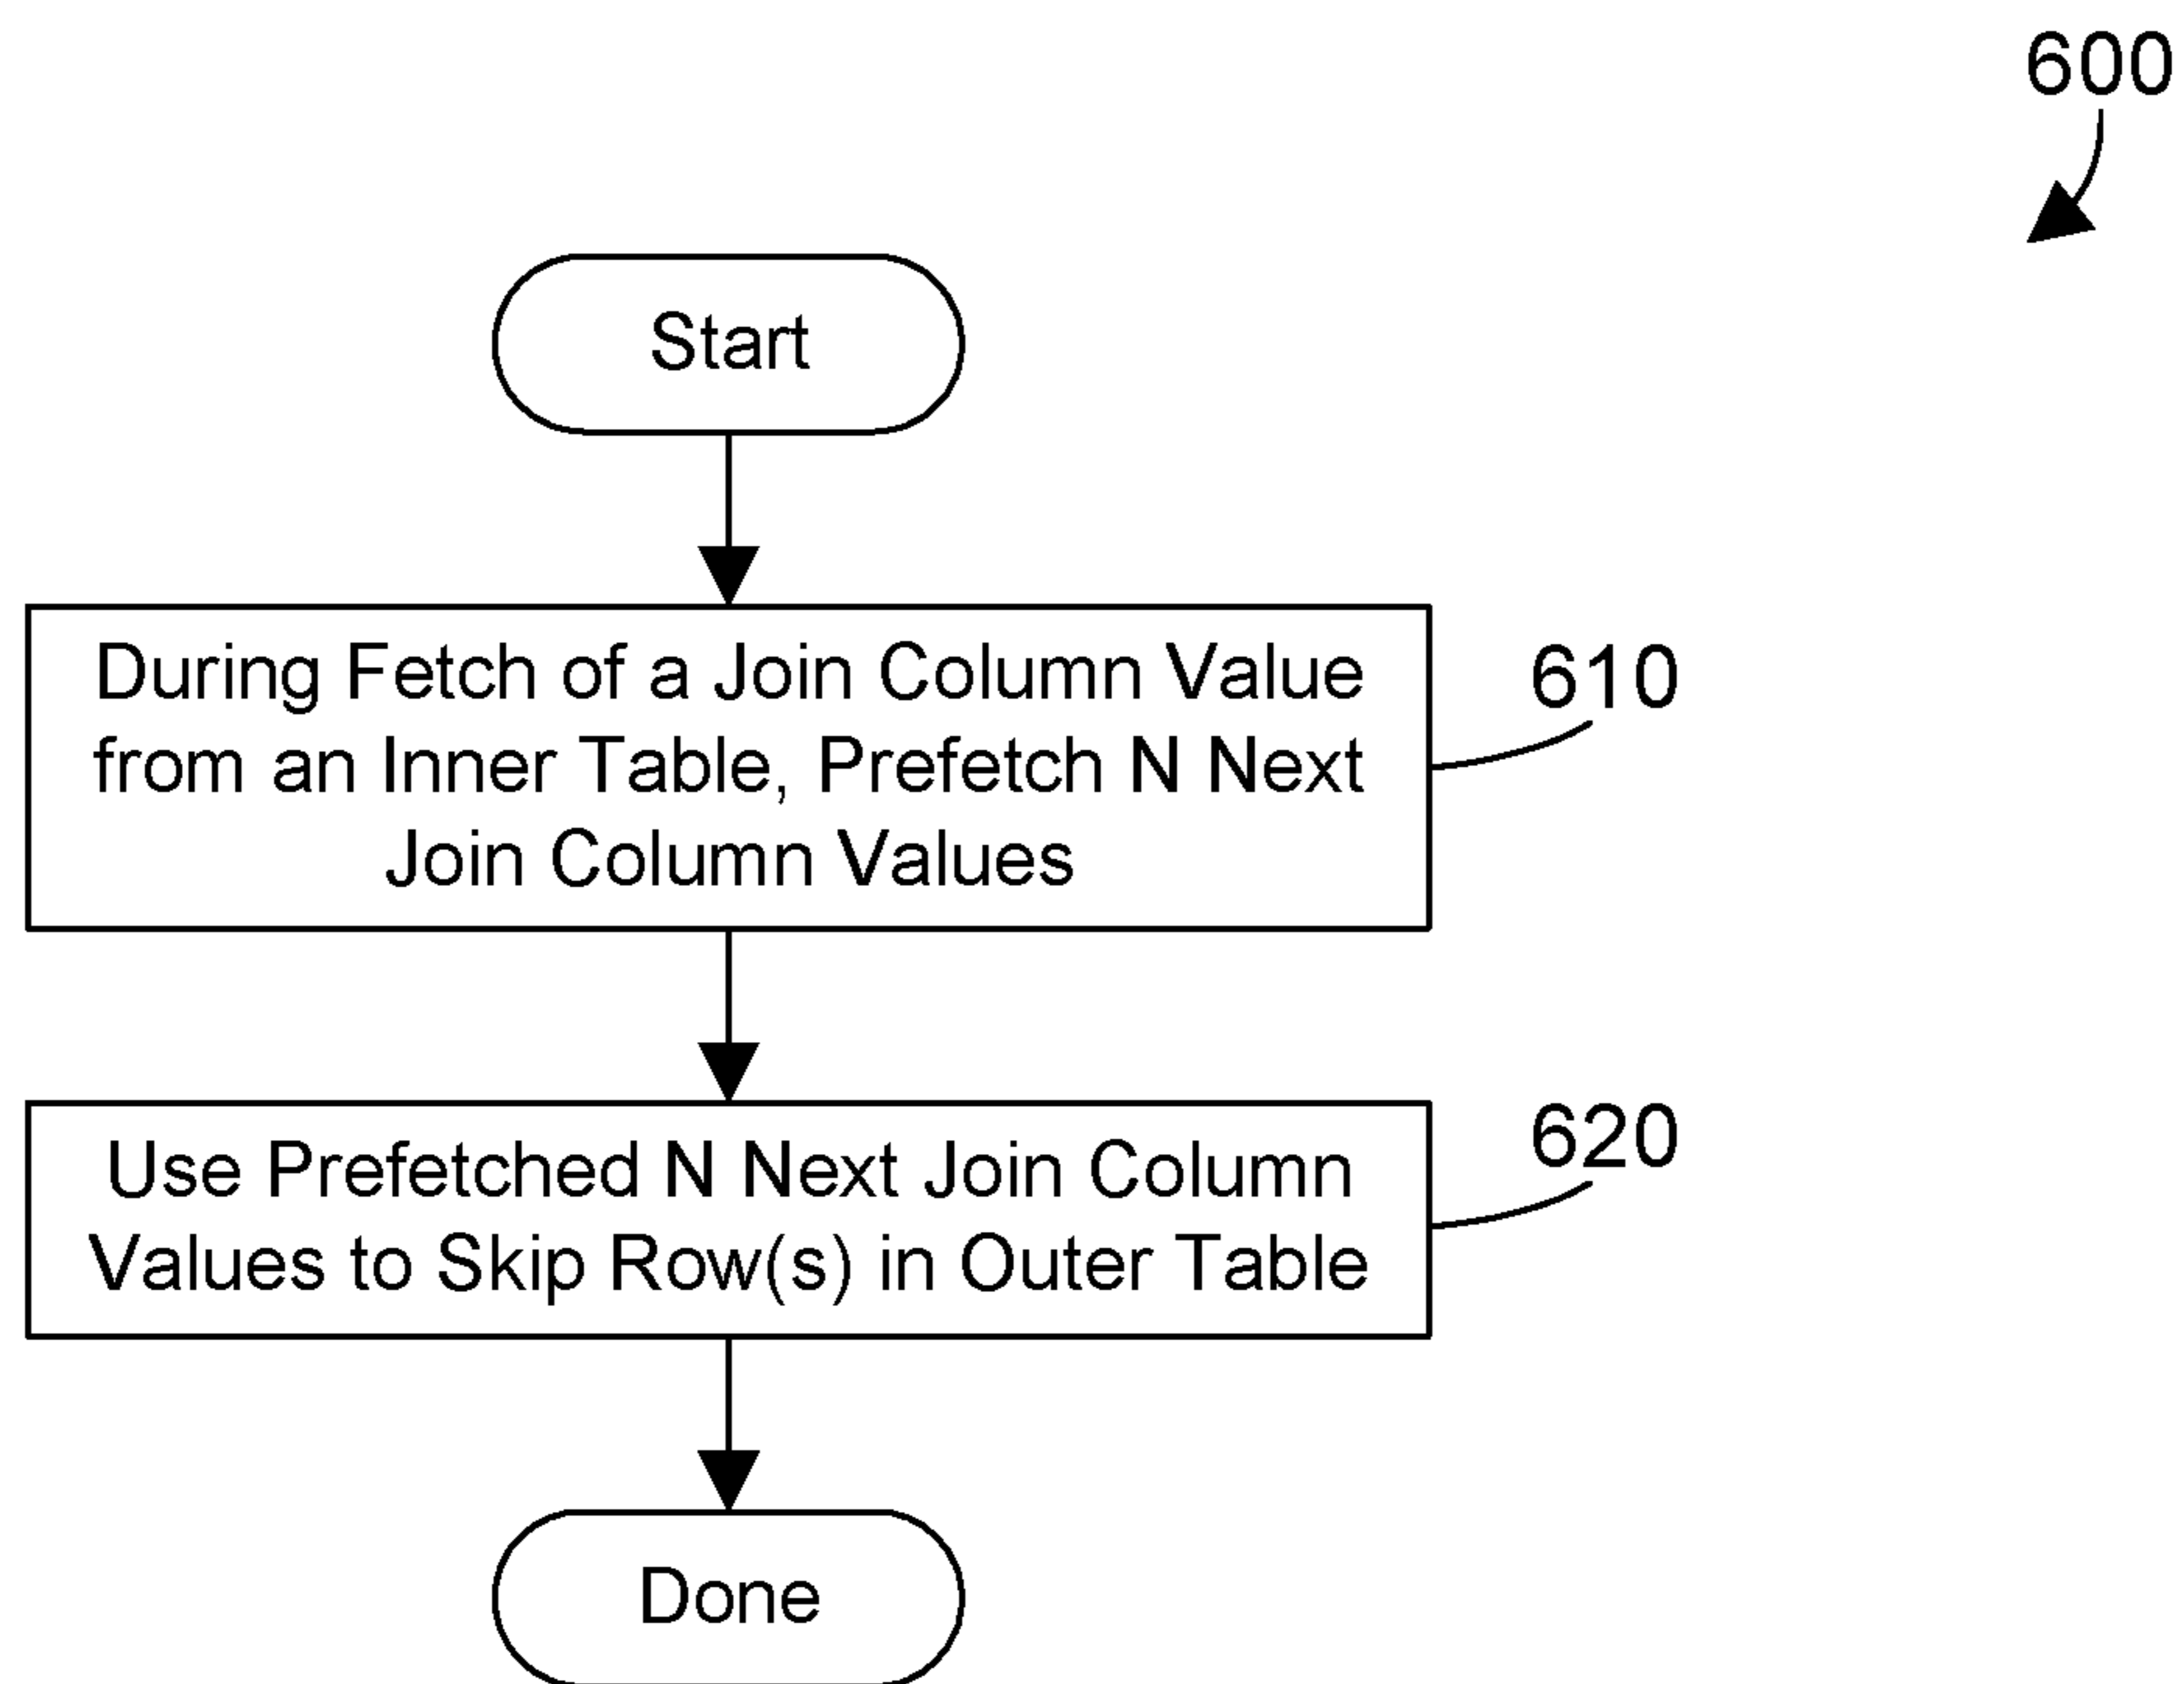 600
Start
During Fetch of a Join Column Value
from an Inner Table, Prefetch N Next
Join Column Values
610
Use Prefetched N Next Join Column
Values to Skip Row(s) in Outer Table
620
Done